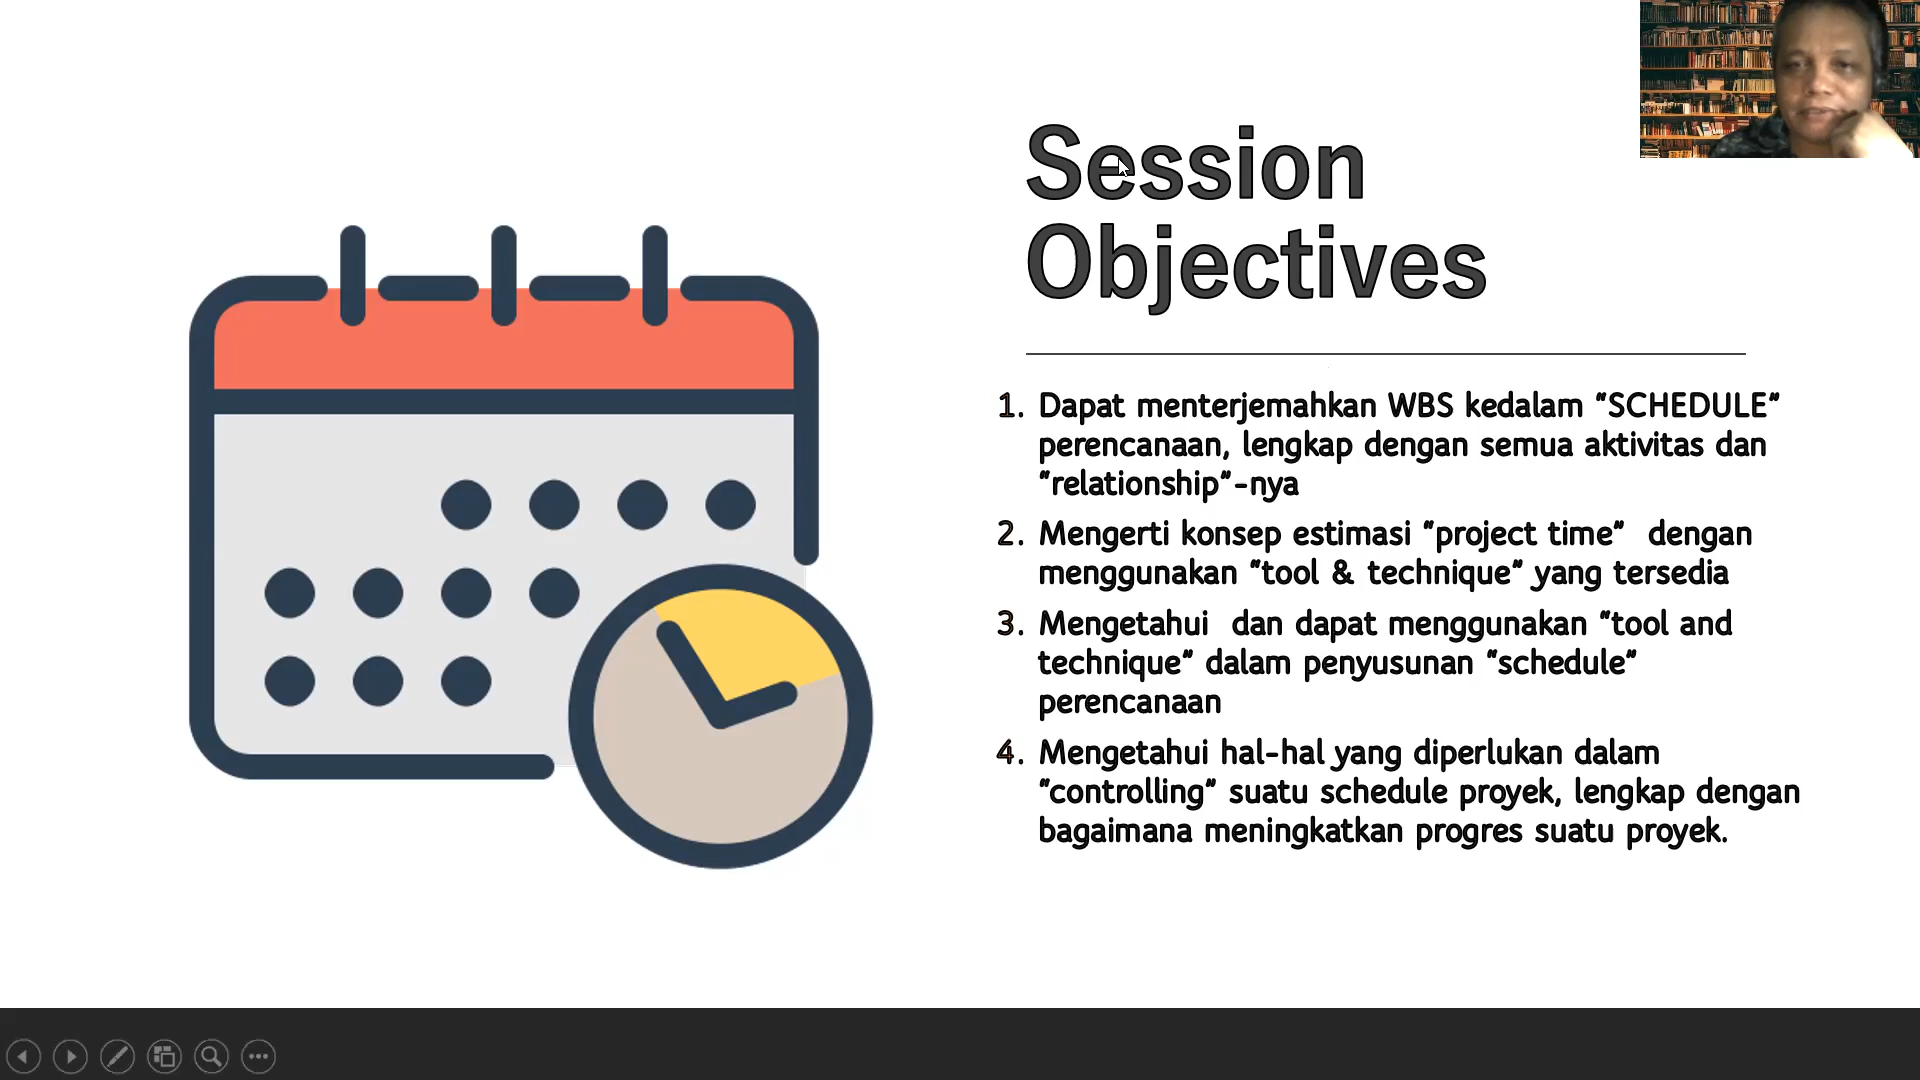 Session
Objectives
1. Dapat menterjemahkan WBS kedalam “SCHEDULE”
perencanaan, lengkap dengan semua aktivitas dan
“relationship”-nya
2. Mengerti konsep estimasi “project time”  dengan
menggunakan “tool & technique” yang tersedia
3. Mengetahui  dan dapat menggunakan “tool and
technique” dalam penyusunan “schedule”
perencanaan
4. Mengetahui hal-hal yang diperlukan dalam
“controlling” suatu schedule proyek, lengkap dengan
bagaimana meningkatkan progres suatu proyek.